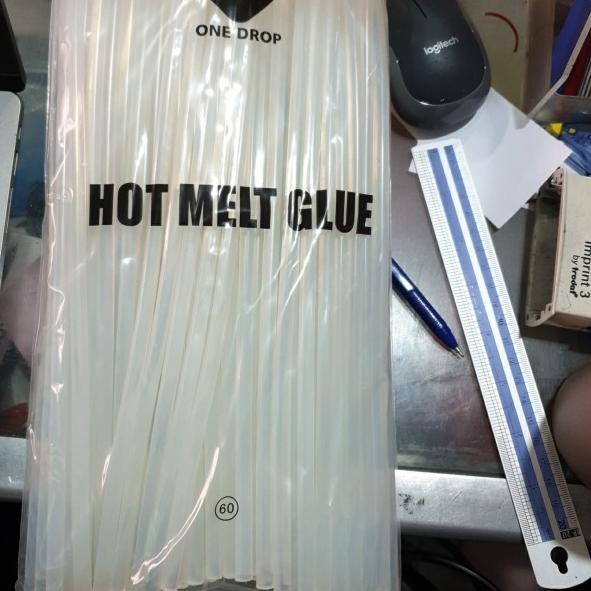 ONE DROP
logitech
HOT MELT GLUE
Imprint 3
by trodat
60